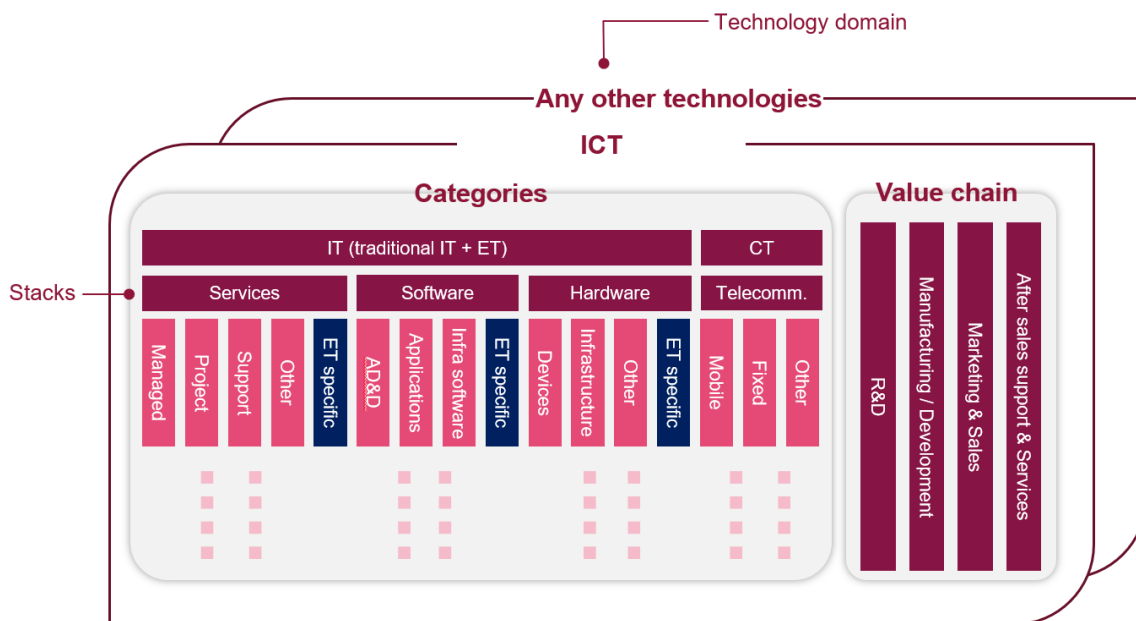 Technology domain
Any other technologies
ICT
Categories
Value chain
IT (traditional IT + ET)
CT
Stacks
Services
Software
Hardware
Telecomm.
Managed
Project
Support
Other
ET specific
AD&D
Applications
Infra software
ET specific
Devices
Infrastructure
Other
ET specific
Mobile
Fixed
Other
R&D
Manufacturing / Development
Marketing & Sales
After sales support & Services